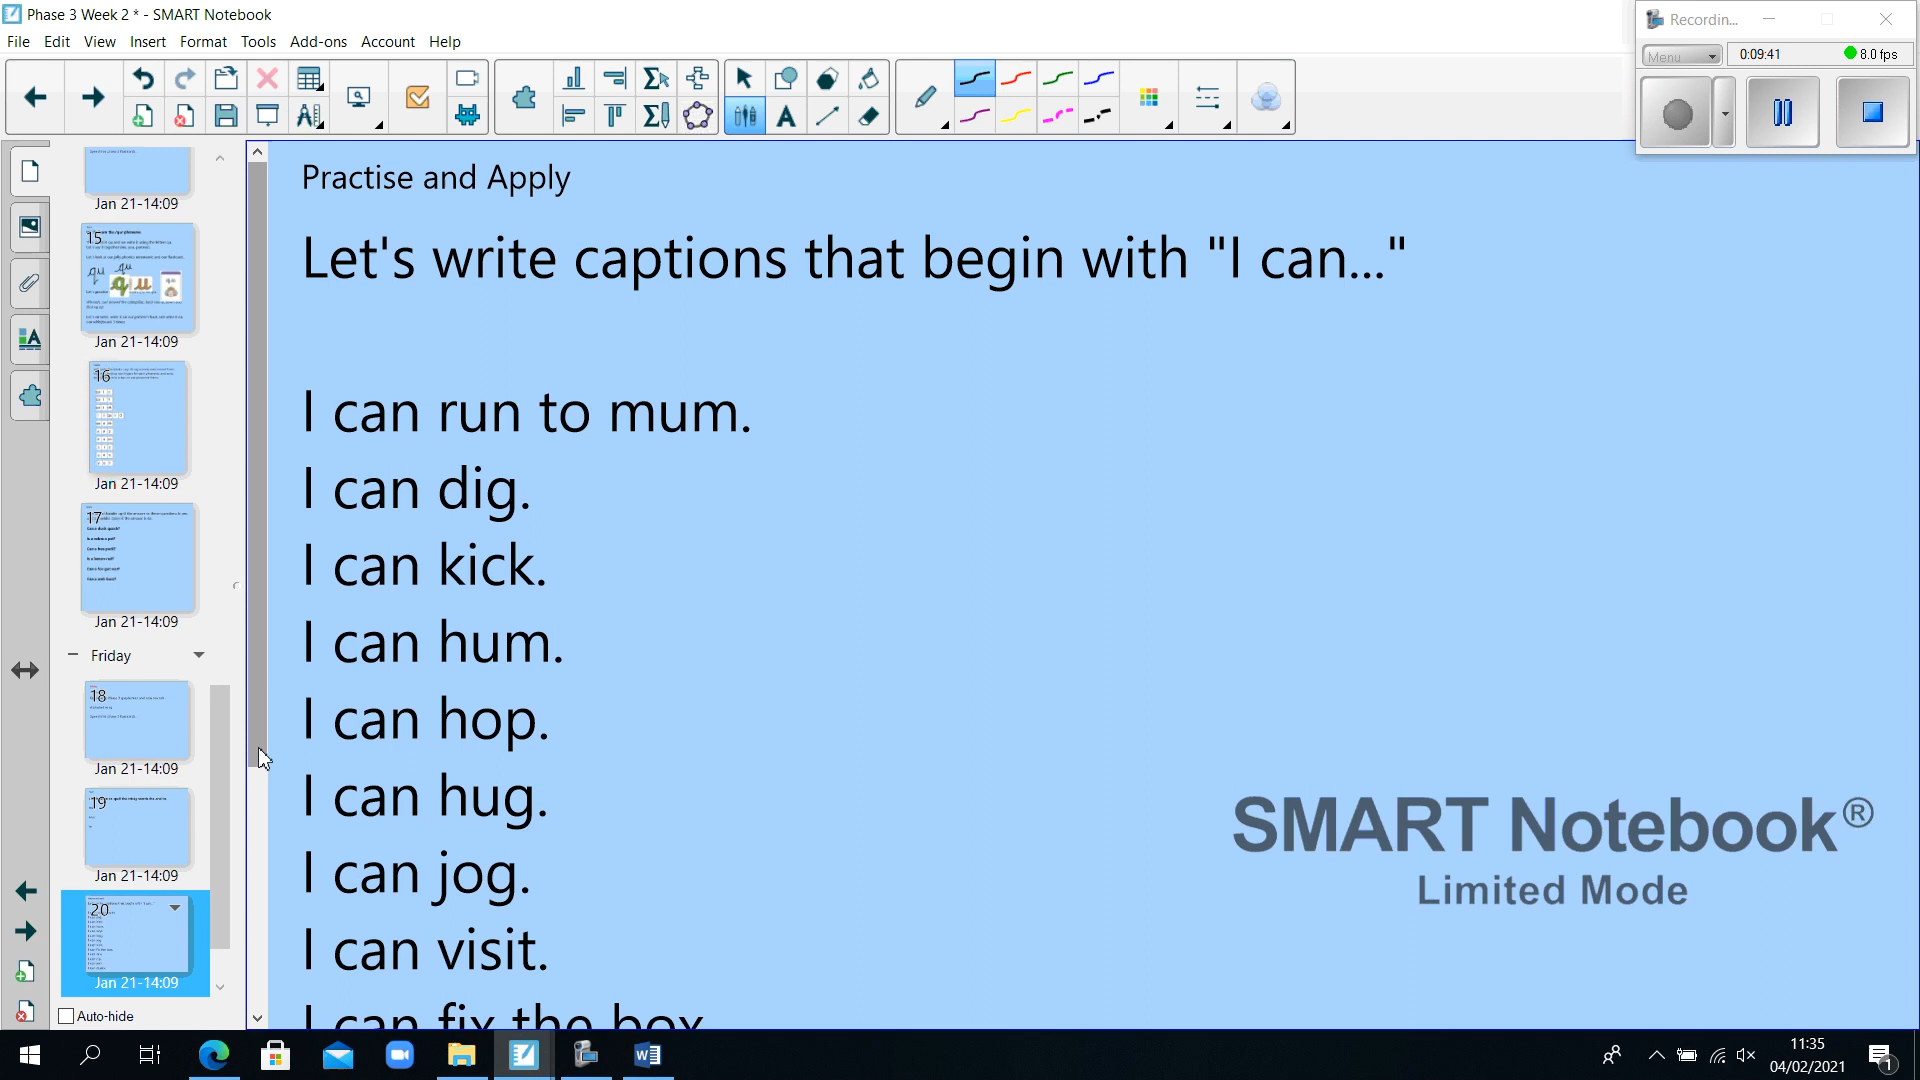 Phase 3 Week 2 * - SMART Notebook
File Edit View Insert Format Tools Add-ons Account Help
Recordin...
Menu 0:09:41 8.0 fps
Jan 21-14:09
15
Jan 21-14:09
16
Jan 21-14:09
17
Jan 21-14:09
Friday
18
Jan 21-14:09
19
Jan 21-14:09
20
Jan 21-14:09
Auto-hide
Practise and Apply
Let's write captions that begin with "I can..."
I can run to mum.
I can dig.
I can kick.
I can hum.
I can hop.
I can hug.
I can jog.
I can visit.
I can fix the box
SMART Notebook®
Limited Mode
11:35
04/02/2021
1